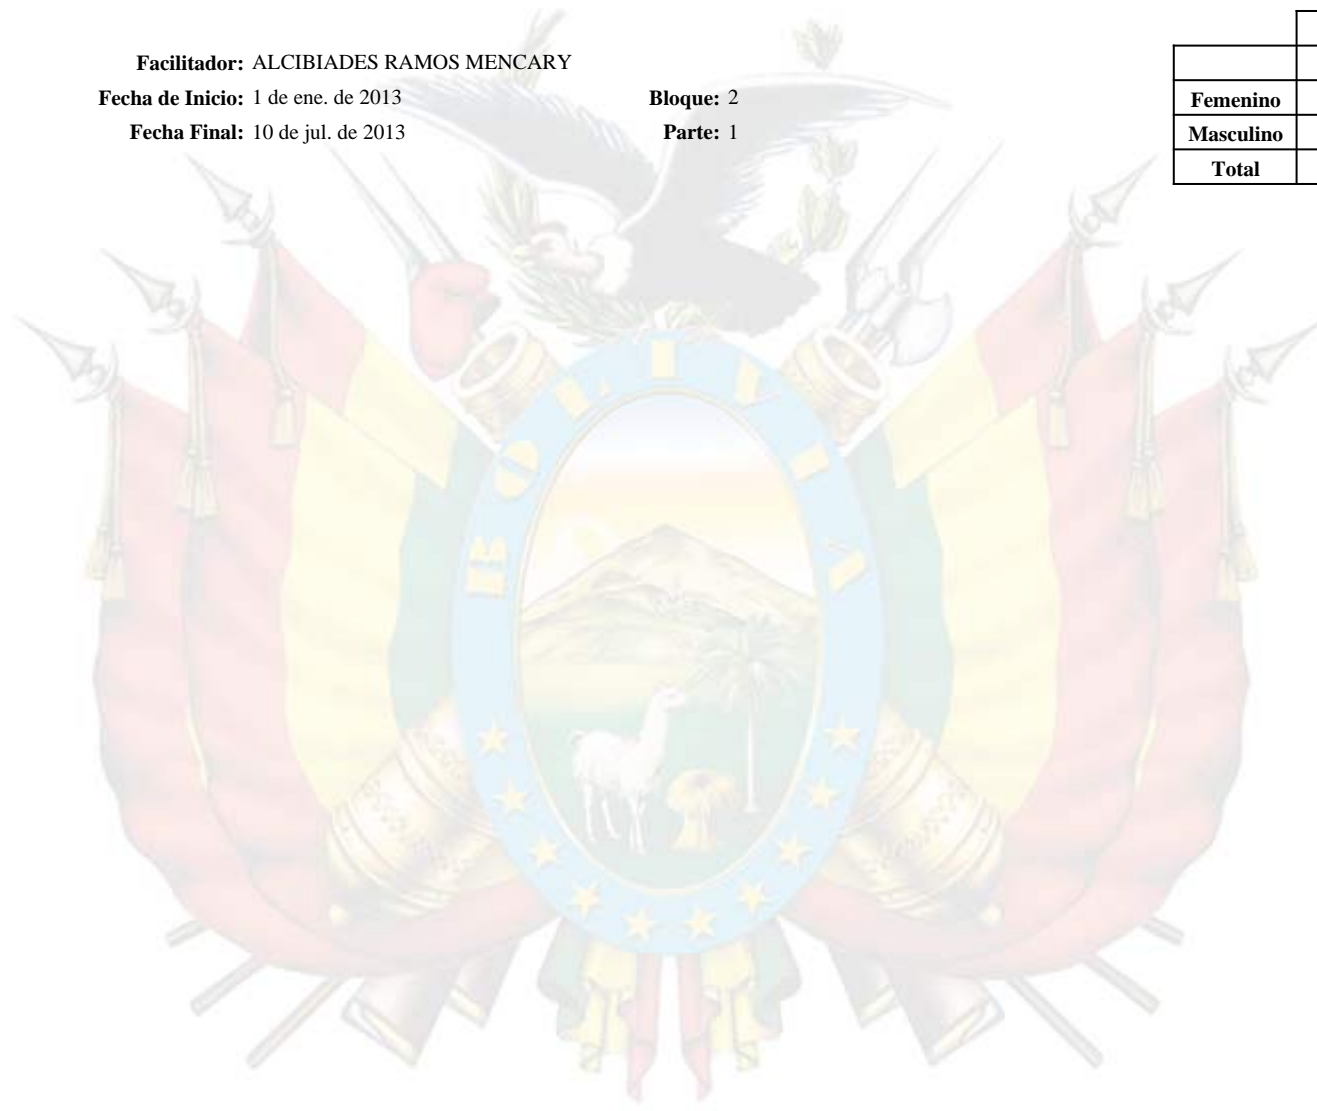 Facilitador: ALCIBIADES RAMOS MENCARY
Fecha de Inicio: 1 de ene. de 2013 Bloque: 2
Fecha Final: 10 de jul. de 2013 Parte: 1
Femenino
Masculino
Total
BOLIVIA